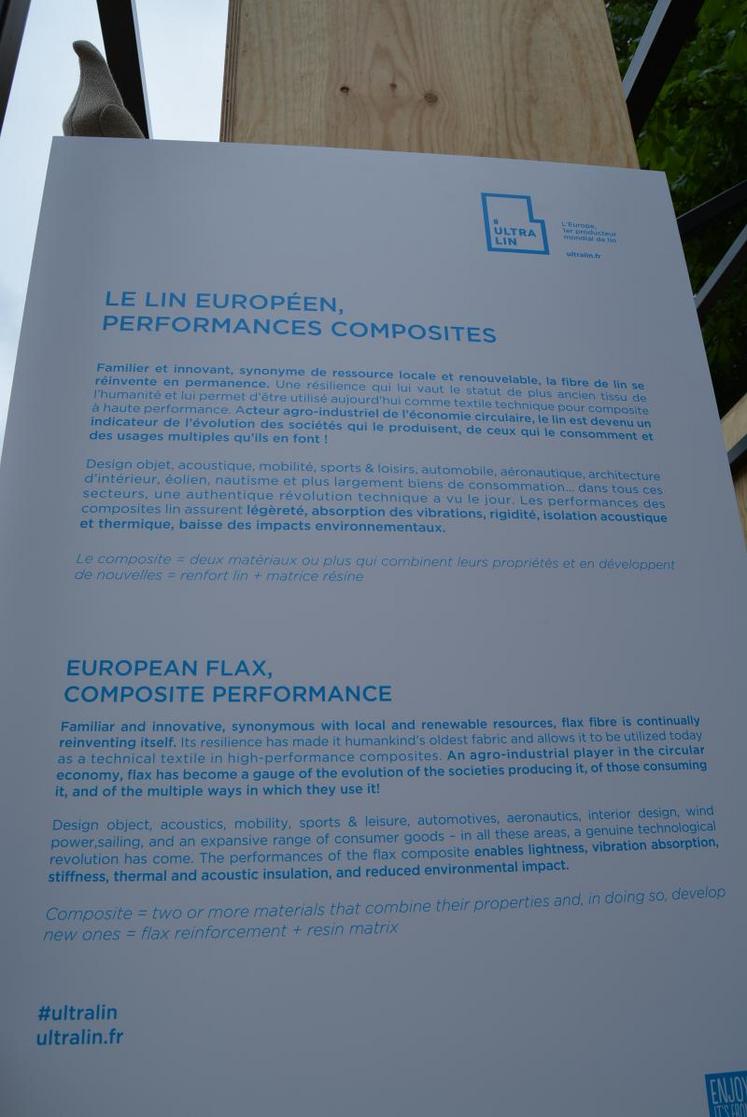 # ULTRA
LIN
L'Europe,
1er producteur
mondial de lin
ultralin.fr
LE LIN EUROPÉEN,
PERFORMANCES COMPOSITES
Familier et innovant, synonyme de ressource locale et renouvelable, la fibre de lin se
réinvente en permanence. Une résilience qui lui vaut le statut de plus ancien tissu de
l'humanité et lui permet d'être utilisé aujourd'hui comme textile technique pour composite
à haute performance. Acteur agro-industriel de l'économie circulaire, le lin est devenu un
indicateur de l'évolution des sociétés qui le produisent, de ceux qui le consomment et
des usages multiples qu'ils en font !
Design objet, acoustique, mobilité, sports & loisirs, automobile, aéronautique, architecture
d'intérieur, éolien, nautisme et plus largement biens de consommation... dans tous ces
secteurs, une authentique révolution technique a vu le jour. Les performances des
composites lin assurent légèreté, absorption des vibrations, rigidité, isolation acoustique
et thermique, baisse des impacts environnementaux.
Le composite = deux matériaux ou plus qui combinent leurs propriétés et en développent
de nouvelles = renfort lin + matrice résine
EUROPEAN FLAX,
COMPOSITE PERFORMANCE
Familiar and innovative, synonymous with local and renewable resources, flax fibre is continually
reinventing itself. Its resilience has made it humankind's oldest fabric and allows it to be utilized today
as a technical textile in high-performance composites. An agro-industrial player in the circular
economy, flax has become a gauge of the evolution of the societies producing it, of those consuming
it, and of the multiple ways in which they use it!
Design object, acoustics, mobility, sports & leisure, automotives, aeronautics, interior design, wind
power,sailing, and an expansive range of consumer goods – in all these areas, a genuine technological
revolution has come. The performances of the flax composite enables lightness, vibration absorption,
stiffness, thermal and acoustic insulation, and reduced environmental impact.
Composite = two or more materials that combine their properties and, in doing so, develop
new ones = flax reinforcement + resin matrix
#ultralin
ultralin.fr
ENJOY